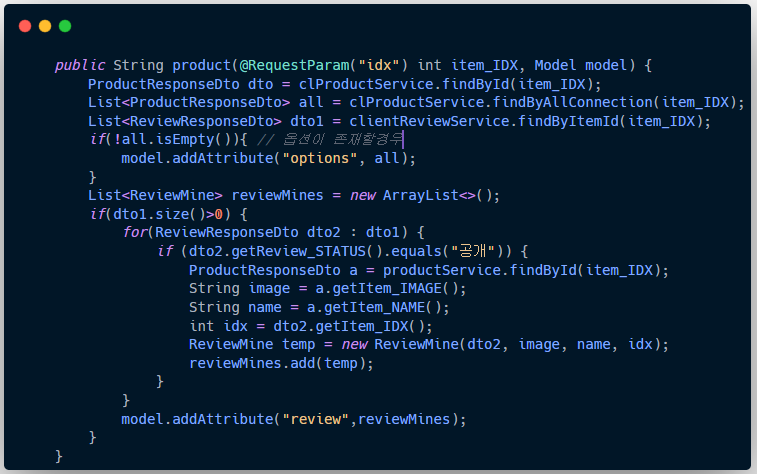 public String product(@RequestParam("idx") int item_IDX, Model model) {
ProductResponseDto dto = clProductService.findById(item_IDX);
List<ProductResponseDto> all = clProductService.findByAllConnection(item_IDX);
List<ReviewResponseDto> dto1 = clientReviewService.findByItemId(item_IDX);
if(!all.isEmpty()){ // 옵션이 존재할경우
model.addAttribute("options", all);
}
List<ReviewMine> reviewMines = new ArrayList<>();
if(dto1.size()>0) {
for(ReviewResponseDto dto2 : dto1) {
if (dto2.getReview_STATUS().equals("공개")) {
ProductResponseDto a = productService.findById(item_IDX);
String image = a.getItem_IMAGE();
String name = a.getItem_NAME();
int idx = dto2.getItem_IDX();
ReviewMine temp = new ReviewMine(dto2, image, name, idx);
reviewMines.add(temp);
}
}
model.addAttribute("review",reviewMines);
}
}